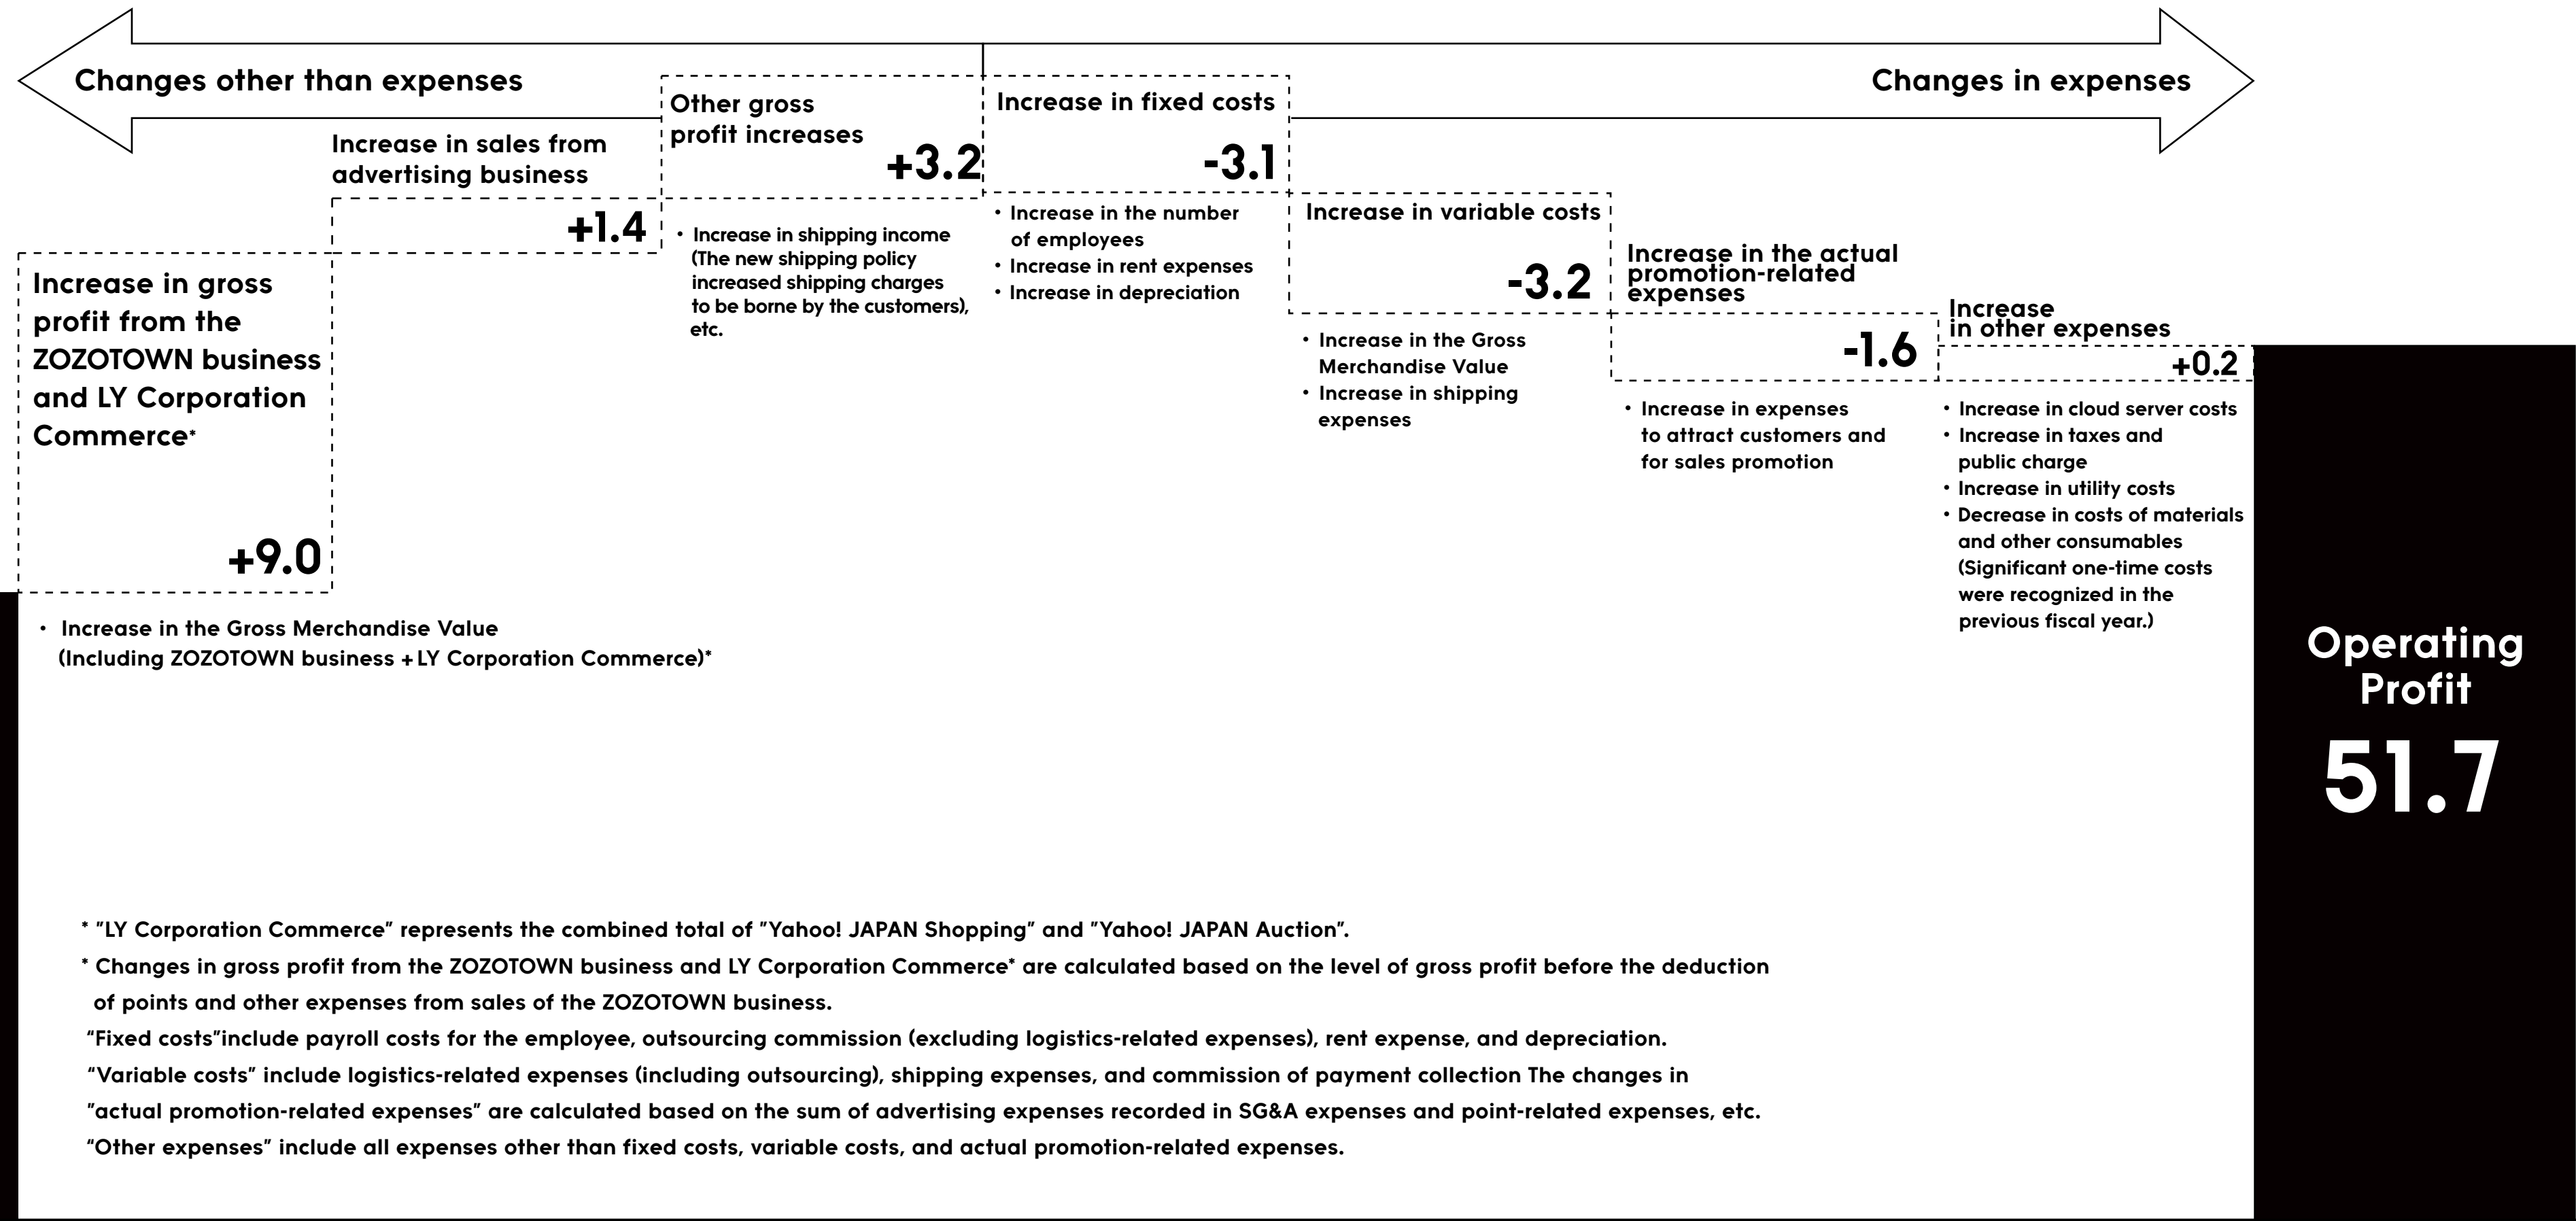 Changes other than expenses
Changes in expenses
Increase in gross
profit from the
ZOZOTOWN business
and LY Corporation
Commerce*
+9.0
• Increase in the Gross Merchandise Value
(Including ZOZOTOWN business + LY Corporation Commerce)*
Increase in sales from
advertising business
+1.4
Other gross
profit increases
+3.2
• Increase in shipping income
(The new shipping policy
increased shipping charges
to be borne by the customers),
etc.
Increase in fixed costs
-3.1
• Increase in the number
of employees
• Increase in rent expenses
• Increase in depreciation
Increase in variable costs
-3.2
• Increase in the Gross
Merchandise Value
• Increase in shipping
expenses
Increase in the actual
promotion-related
expenses
-1.6
• Increase in expenses
to attract customers and
for sales promotion
Increase
in other expenses
+0.2
• Increase in cloud server costs
• Increase in taxes and
public charge
• Increase in utility costs
• Decrease in costs of materials
and other consumables
(Significant one-time costs
were recognized in the
previous fiscal year.)
Operating
Profit
51.7
* "LY Corporation Commerce" represents the combined total of "Yahoo! JAPAN Shopping" and "Yahoo! JAPAN Auction".
* Changes in gross profit from the ZOZOTOWN business and LY Corporation Commerce* are calculated based on the level of gross profit before the deduction
of points and other expenses from sales of the ZOZOTOWN business.
“Fixed costs"include payroll costs for the employee, outsourcing commission (excluding logistics-related expenses), rent expense, and depreciation.
“Variable costs” include logistics-related expenses (including outsourcing), shipping expenses, and commission of payment collection The changes in
"actual promotion-related expenses” are calculated based on the sum of advertising expenses recorded in SG&A expenses and point-related expenses, etc.
“Other expenses” include all expenses other than fixed costs, variable costs, and actual promotion-related expenses.